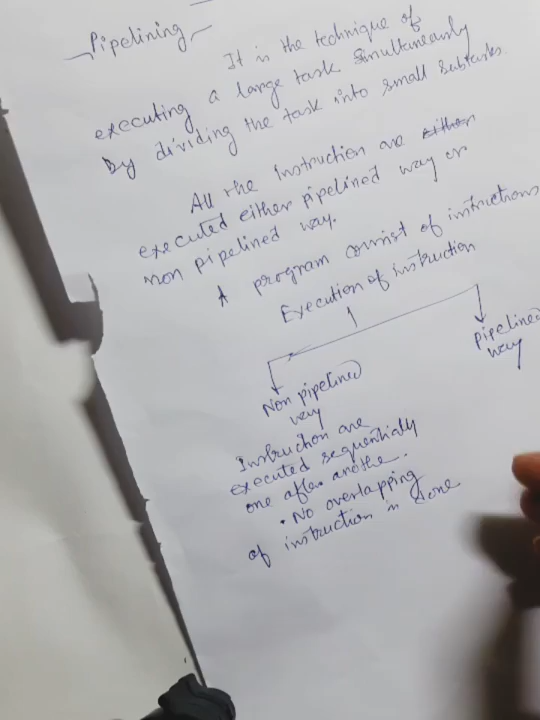 Pipelining
It is the technique of
executing a large task simultaneously
by dividing the task into small subtasks.
All the instruction are either
executed either pipelined way or
non pipelined way.
A program consist of instructions
Execution of instruction
Pipelined
way
Non pipelined
way
Instruction are
executed sequentially
one after another.
• No overlapping
of instruction is done